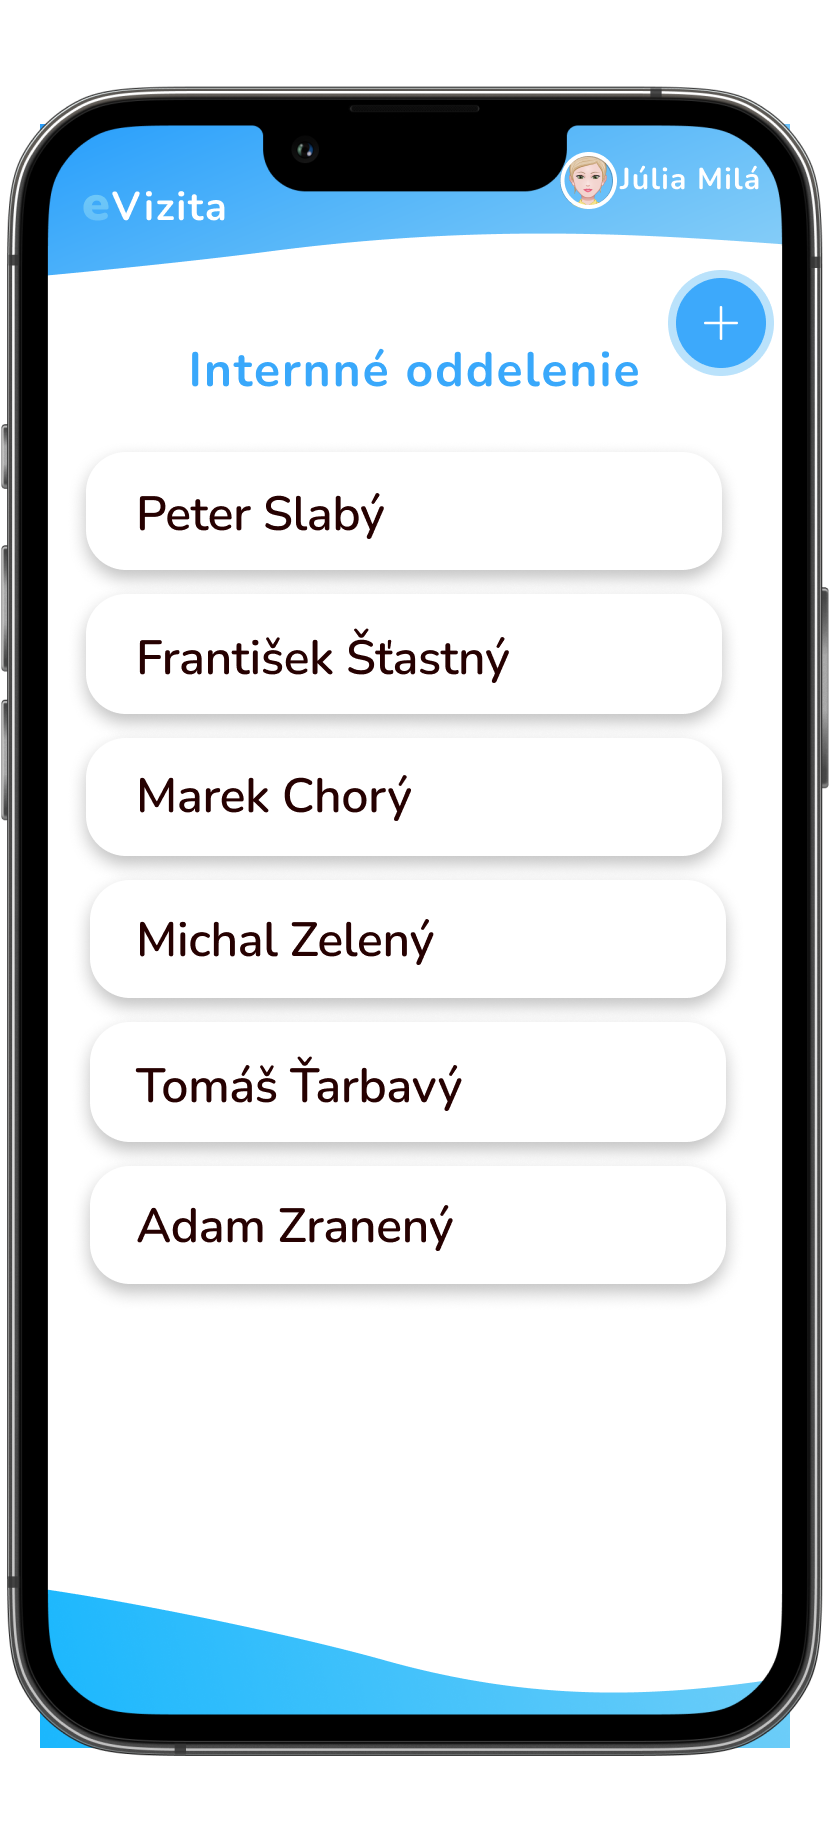 eVizita
Júlia Milá
Internné oddelenie
Peter Slabý
František Šťastný
Marek Chorý
Michal Zelený
Tomáš Ťarbavý
Adam Zranený